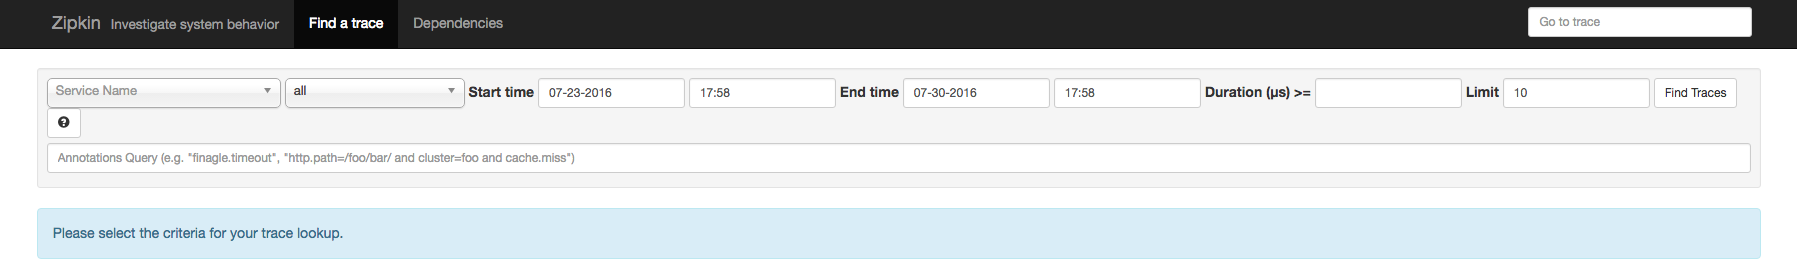 Zipkin Investigate system behavior Find a trace Dependencies Go to trace
Service Name all Start time 07-23-2016 17:58 End time 07-30-2016 17:58 Duration (µs) >= Limit 10 Find Traces
?
Annotations Query (e.g. "finagle.timeout", "http.path=/foo/bar/ and cluster=foo and cache.miss")
Please select the criteria for your trace lookup.